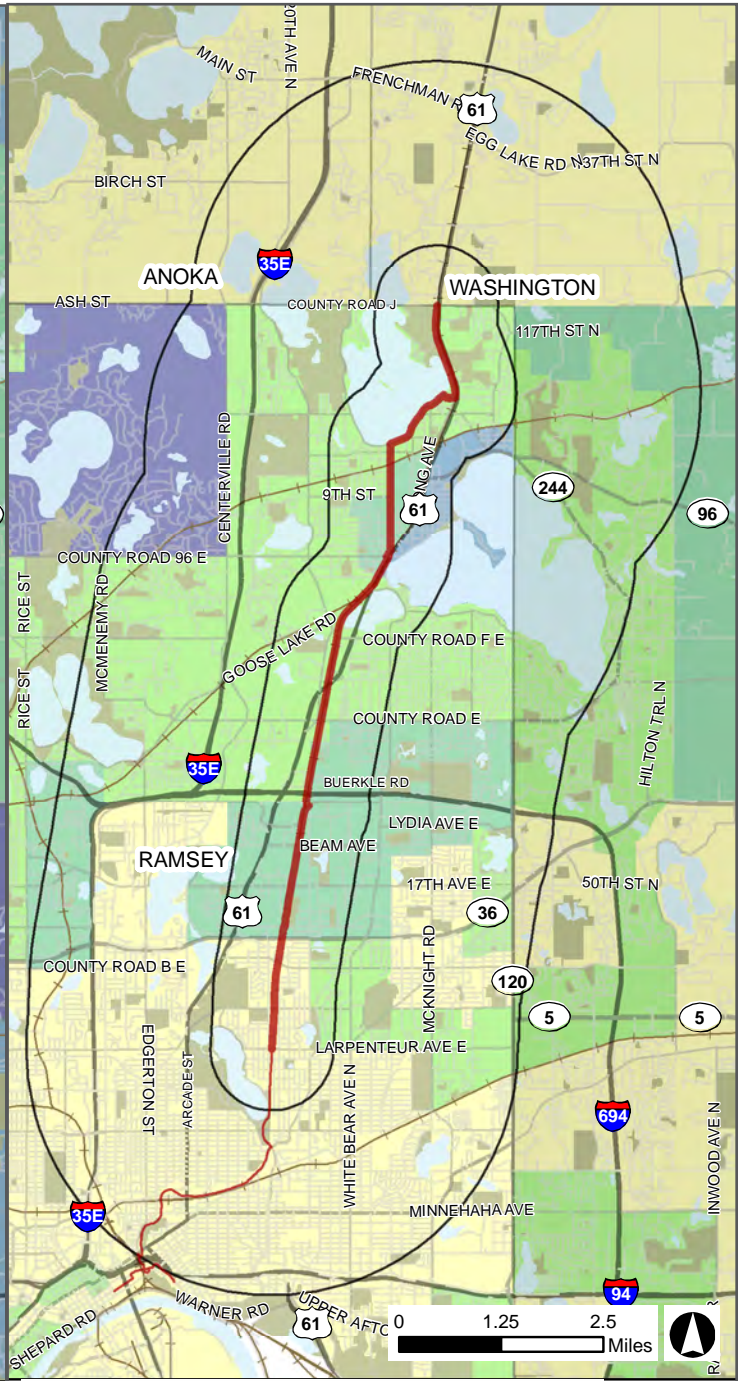 20TH AVE N
MAIN ST
FRENCHMAN R
61
EGG LAKE RD N
37TH ST N
BIRCH ST
35E
ANOKA
WASHINGTON
ASH ST
COUNTY ROAD J
117TH ST N
CENTERVILLE RD
NG AVE
9TH ST
61
244
96
COUNTY ROAD 96 E
RICE ST
MCMENEMY RD
GOOSE LAKE RD
COUNTY ROAD F E
RICE ST
COUNTY ROAD E
HILTON TRL N
35E
BUERKLE RD
LYDIA AVE E
BEAM AVE
RAMSEY
17TH AVE E
50TH ST N
61
36
MCKNIGHT RD
COUNTY ROAD B E
120
5
5
EDGERTON ST
ARCADE ST
LARPENTEUR AVE E
WHITE BEAR AVE N
694
INWOOD AVE N
MINNEHAHA AVE
35E
94
WARNER RD
UPPER AFTO
61
SHEPARD RD
0 1.25 2.5
Miles